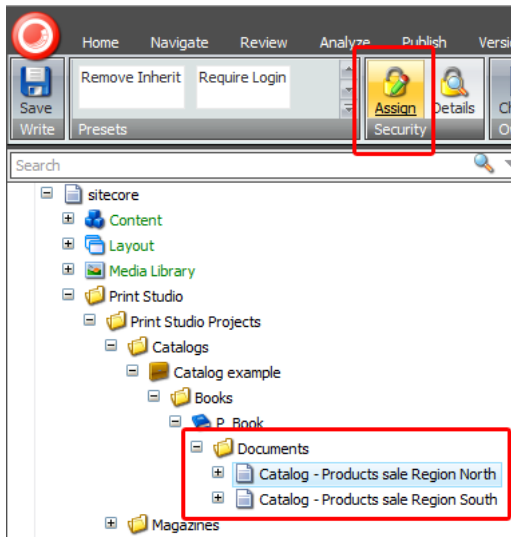 Home Navigate Review Analyze Publish
Remove Inherit Require Login
Save Assign Details
Write Presets Security
Search
sitecore
Content
Layout
Media Library
Print Studio
Print Studio Projects
Catalogs
Catalog example
Books
P_Book
Documents
Catalog - Products sale Region North
Catalog - Products sale Region South
Magazines